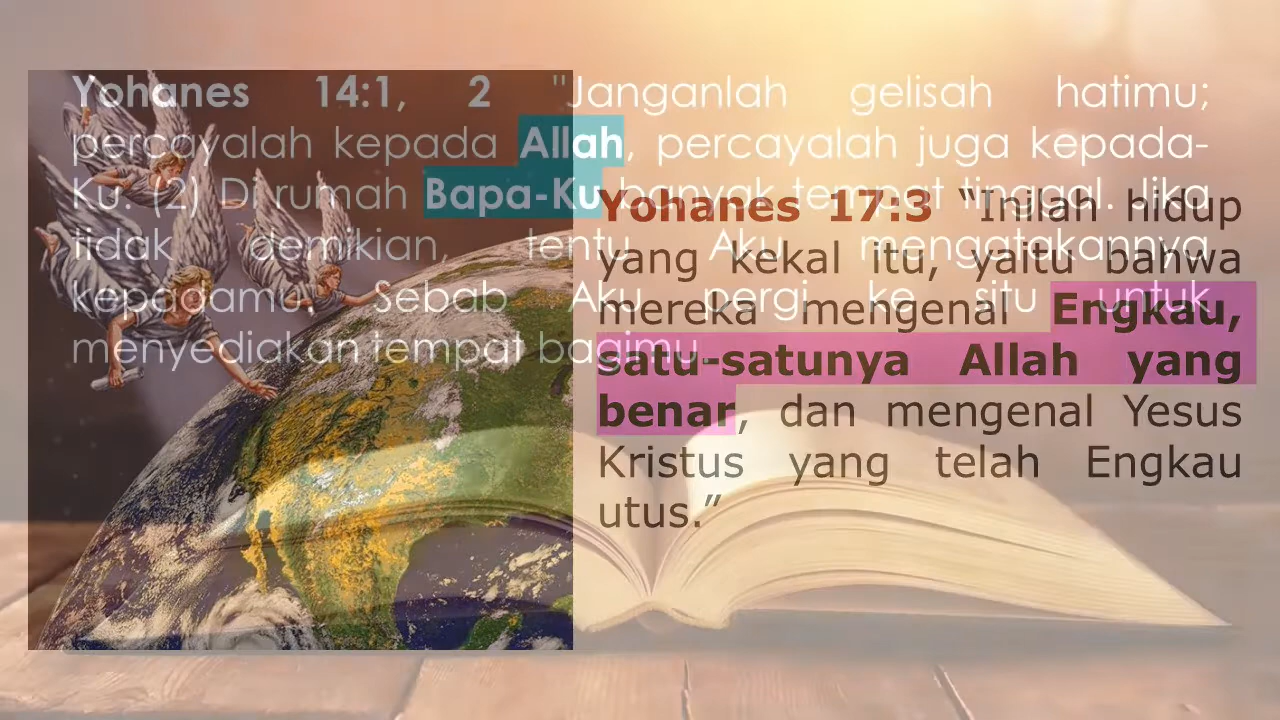 Yohanes 14:1, 2 "Janganlah gelisah hatimu;
percayalah kepada Allah, percayalah juga kepada-
Ku. (2) Di rumah Bapa-Ku banyak tempat tinggal. Jika
tidak demikian, tentu Aku mengatakannya
kepadamu. Sebab Aku pergi ke situ untuk
menyediakan tempat bagimu.
Yohanes 17:3 “Inilah hidup
yang kekal itu, yaitu bahwa
mereka mengenal Engkau,
satu-satunya Allah yang
benar, dan mengenal Yesus
Kristus yang telah Engkau
utus.”